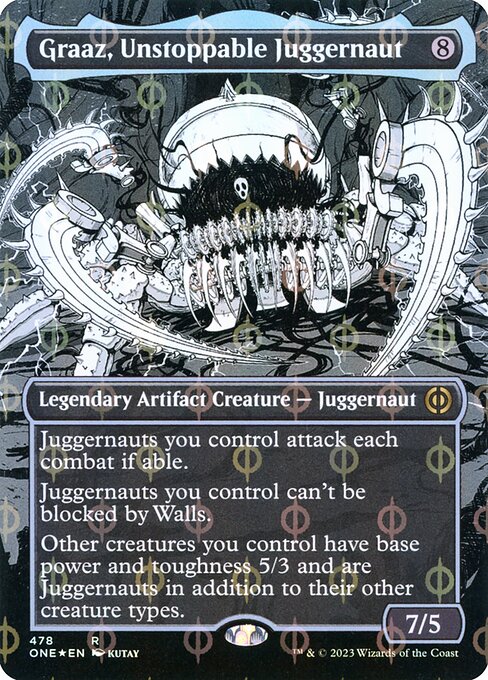 Graaz, Unstoppable Juggernaut 8
Legendary Artifact Creature — Juggernaut
Juggernauts you control attack each
combat if able.
Juggernauts you control can't be
blocked by Walls.
Other creatures you control have base
power and toughness 5/3 and are
Juggernauts in addition to their other
creature types.
7/5
478 R
ONE★EN KUTAY
™ & © 2023 Wizards of the Coast